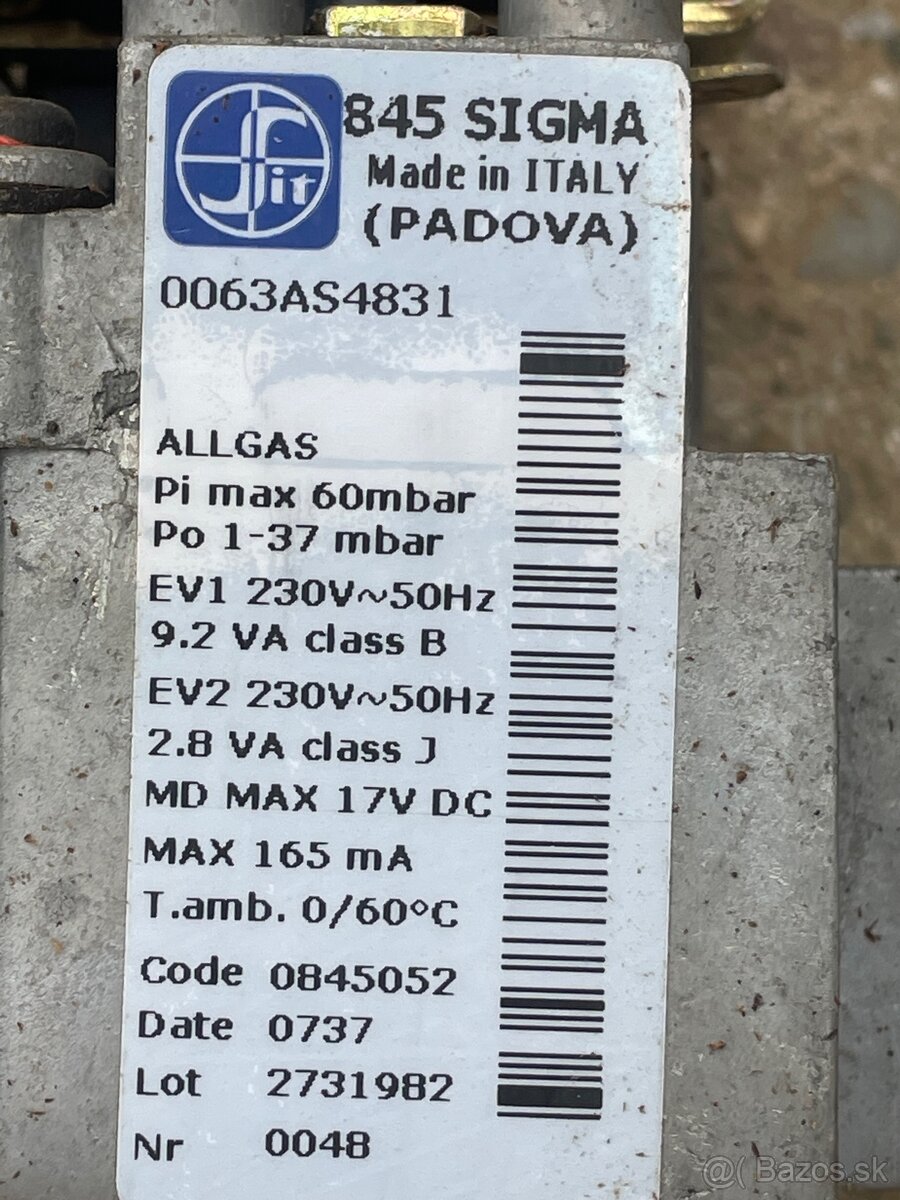 Sit
845 SIGMA
Made in ITALY
(PADOVA)
0063AS4831
ALLGAS
Pi max 60mbar
Po 1-37 mbar
EV1 230V~50Hz
9.2 VA class B
EV2 230V~50Hz
2.8 VA class J
MD MAX 17V DC
MAX 165 mA
T.amb. 0/60°C
Code 0845052
Date 0737
Lot 2731982
Nr 0048
@( Bazos.sk